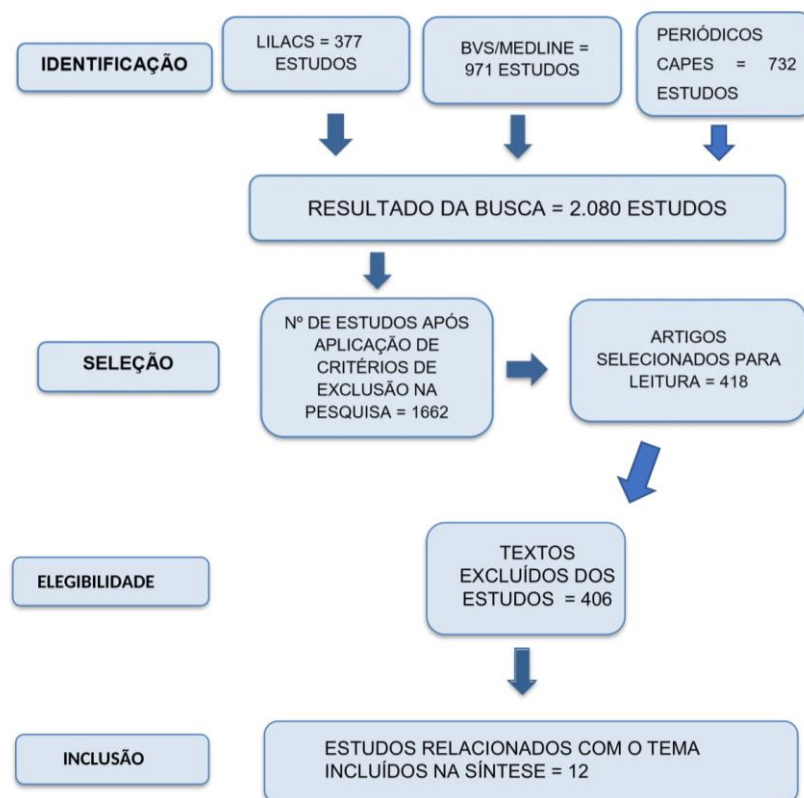 IDENTIFICAÇÃO
LILACS = 377
ESTUDOS
BVS/MEDLINE =
971 ESTUDOS
PERIÓDICOS
CAPES = 732
ESTUDOS
RESULTADO DA BUSCA = 2.080 ESTUDOS
SELEÇÃO
Nº DE ESTUDOS APÓS
APLICAÇÃO DE
CRITÉRIOS DE
EXCLUSÃO NA
PESQUISA = 1662
ARTIGOS
SELECIONADOS PARA
LEITURA = 418
ELEGIBILIDADE
TEXTOS
EXCLUÍDOS DOS
ESTUDOS = 406
INCLUSÃO
ESTUDOS RELACIONADOS COM O TEMA
INCLUÍDOS NA SÍNTESE = 12